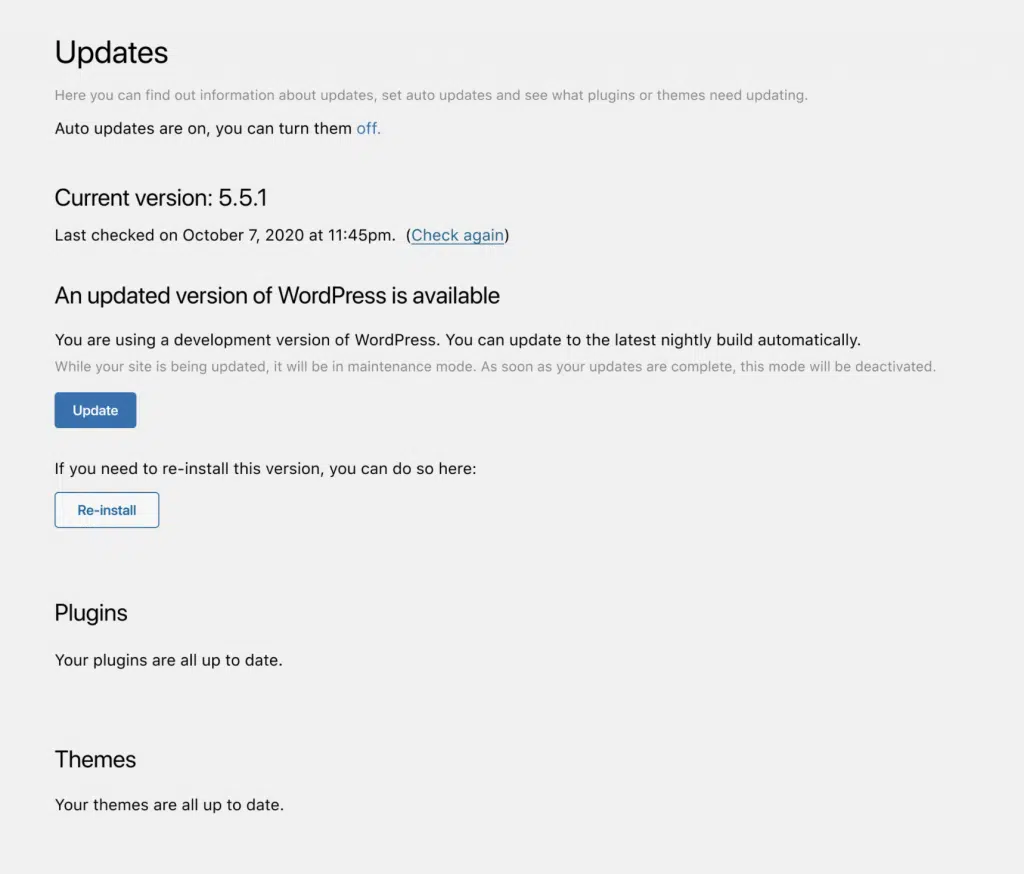 Updates
Here you can find out information about updates, set auto updates and see what plugins or themes need updating.
Auto updates are on, you can turn them off.
Current version: 5.5.1
Last checked on October 7, 2020 at 11:45pm. (Check again)
An updated version of WordPress is available
You are using a development version of WordPress. You can update to the latest nightly build automatically.
While your site is being updated, it will be in maintenance mode. As soon as your updates are complete, this mode will be deactivated.
Update
If you need to re-install this version, you can do so here:
Re-install
Plugins
Your plugins are all up to date.
Themes
Your themes are all up to date.